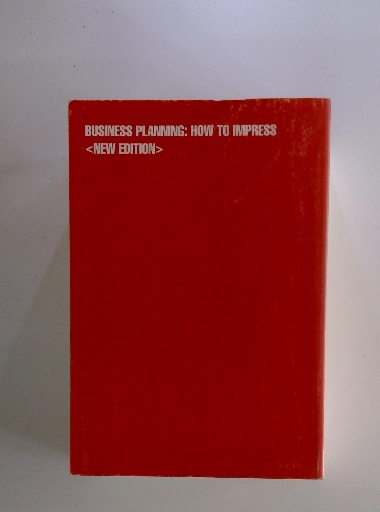 BUSINESS PLANNING: HOW TO IMPRESS
<NEW EDITION>